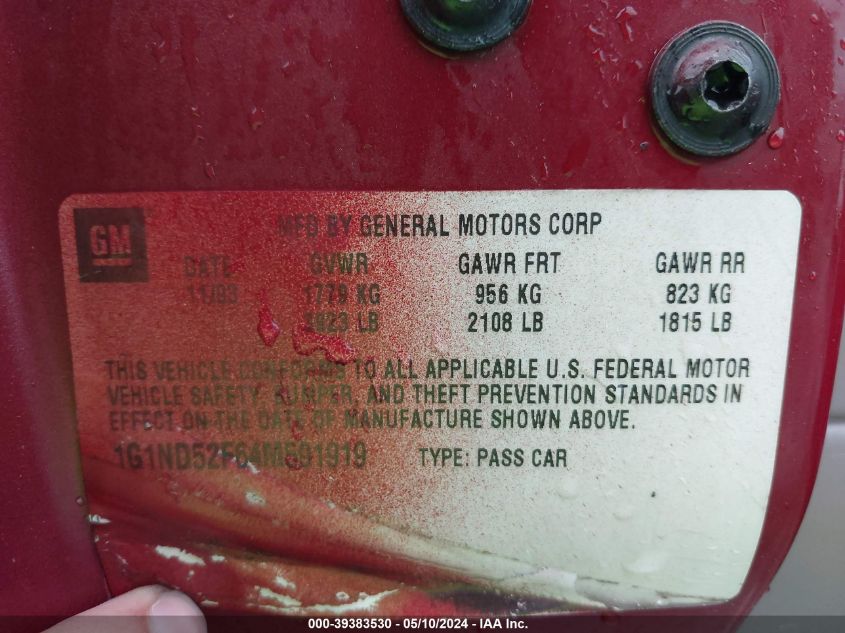 GM
MFD BY GENERAL MOTORS CORP
DATE GVWR GAWR FRT GAWR RR
11/03 1779 KG 956 KG 823 KG
3923 LB 2108 LB 1815 LB
THIS VEHICLE CONFORMS TO ALL APPLICABLE U.S. FEDERAL MOTOR
VEHICLE SAFETY, BUMPER, AND THEFT PREVENTION STANDARDS IN
EFFECT ON THE DATE OF MANUFACTURE SHOWN ABOVE.
1G1ND52F64M591919 TYPE: PASS CAR
000-39383530 - 05/10/2024 - IAA Inc.